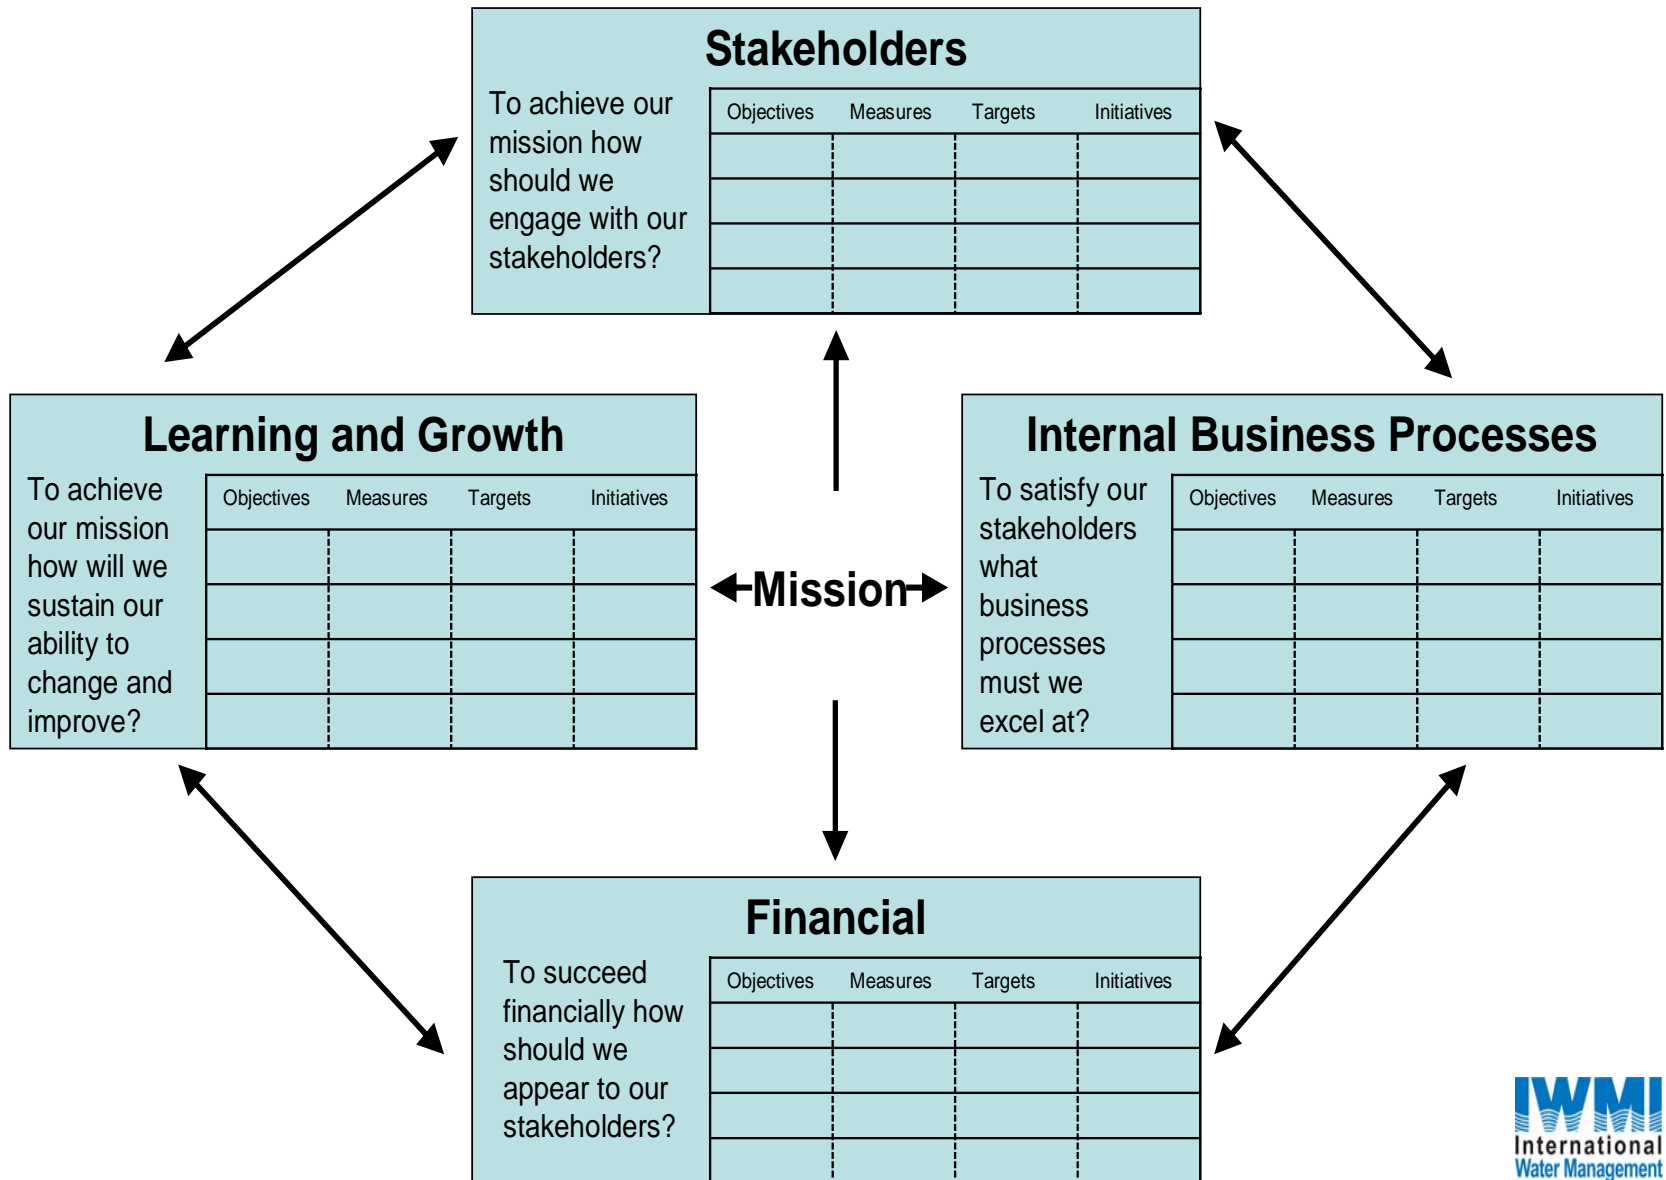 Stakeholders
To achieve our
mission how
should we
engage with our
stakeholders?
Objectives Measures Targets Initiatives
Learning and Growth
To achieve
our mission
how will we
sustain our
ability to
change and
improve?
Objectives Measures Targets Initiatives
Mission
Internal Business Processes
To satisfy our
stakeholders
what
business
processes
must we
excel at?
Objectives Measures Targets Initiatives
Financial
To succeed
financially how
should we
appear to our
stakeholders?
Objectives Measures Targets Initiatives
IWMI
International
Water Management